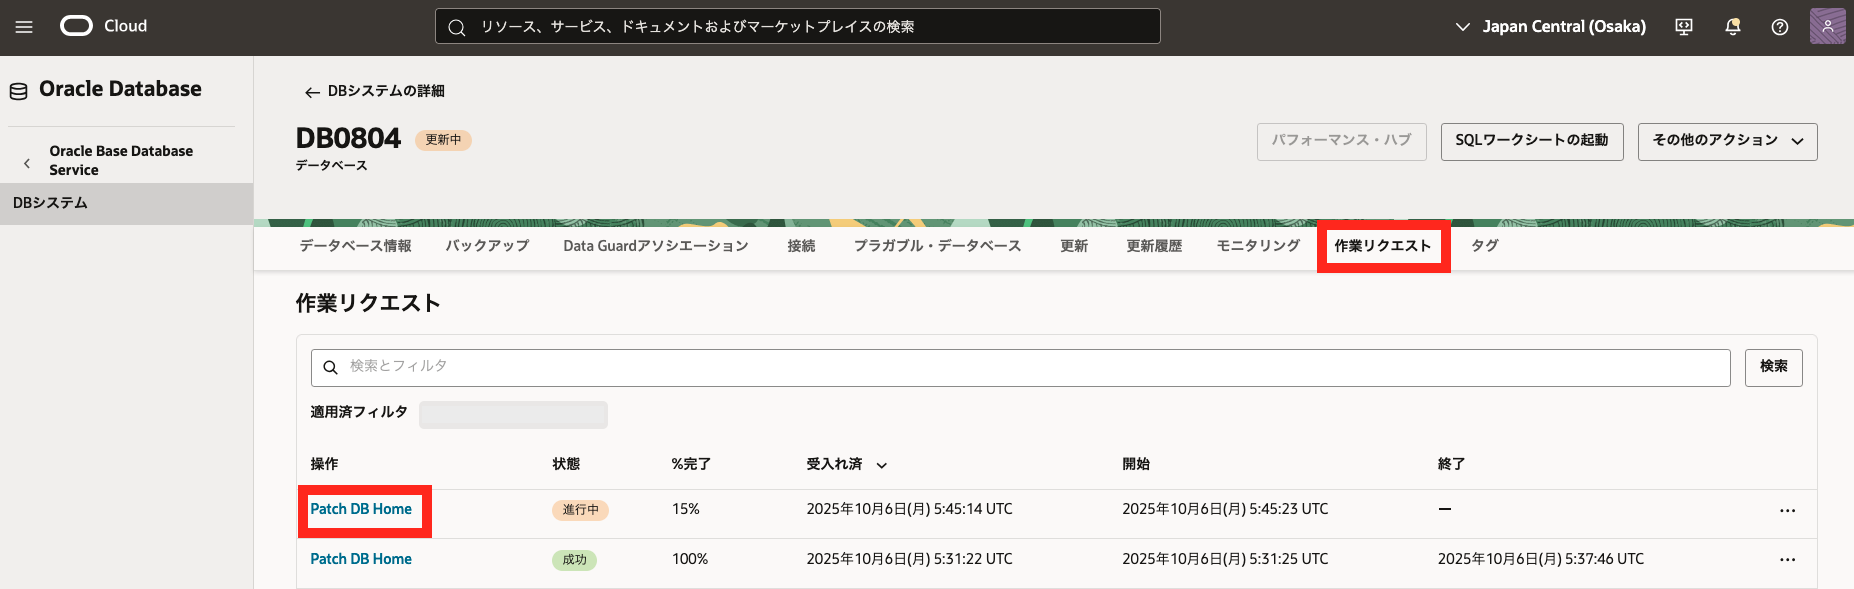 Cloud
リソース、サービス、ドキュメントおよびマーケットプレイスの検索
Japan Central (Osaka)
Oracle Database
Oracle Base Database
Service
DBシステム
DBシステムの詳細
DB0804 更新中
データベース
パフォーマンス・ハブ
SQLワークシートの起動
その他のアクション
データベース情報 バックアップ Data Guardアソシエーション 接続 プラガブル・データベース 更新 更新履歴 モニタリング 作業リクエスト タグ
作業リクエスト
検索とフィルタ
検索
適用済フィルタ
操作 状態 %完了 受入れ済 開始 終了
Patch DB Home 進行中 15% 2025年10月6日(月) 5:45:14 UTC 2025年10月6日(月) 5:45:23 UTC —
Patch DB Home 成功 100% 2025年10月6日(月) 5:31:22 UTC 2025年10月6日(月) 5:31:25 UTC 2025年10月6日(月) 5:37:46 UTC